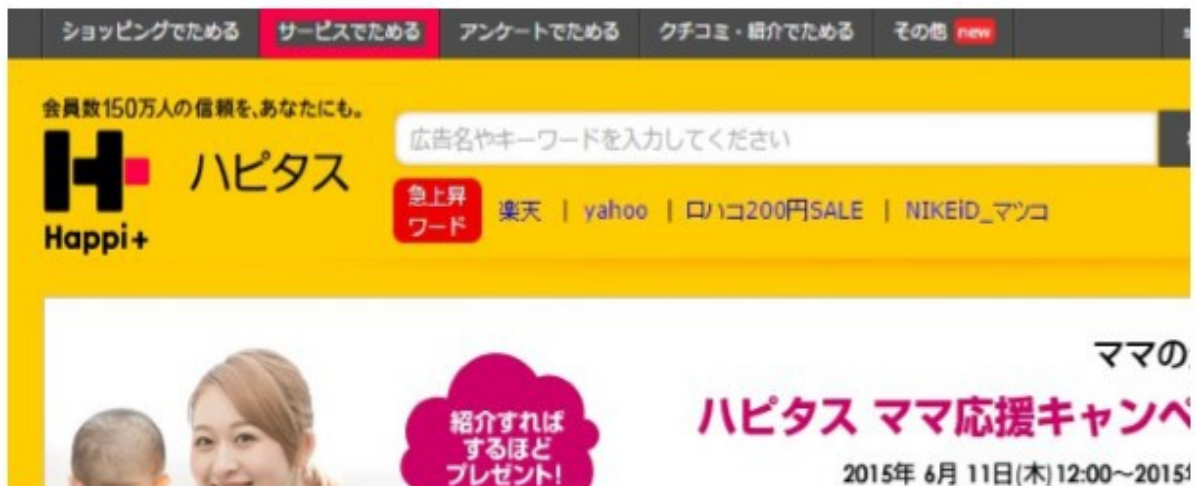 ショッピングでためる サービスでためる アンケートでためる クチコミ・紹介でためる その他 new
会員数150万人の信頼を、あなたにも。
広告名やキーワードを入力してください
ハピタス
Happi+
急上昇
ワード
楽天 | yahoo | ロハコ200円SALE | NIKEiD_マツコ
ママの
ハピタス ママ応援キャンペ
紹介すれば
するほど
プレゼント!
2015年 6月 11日(木)12:00〜2015